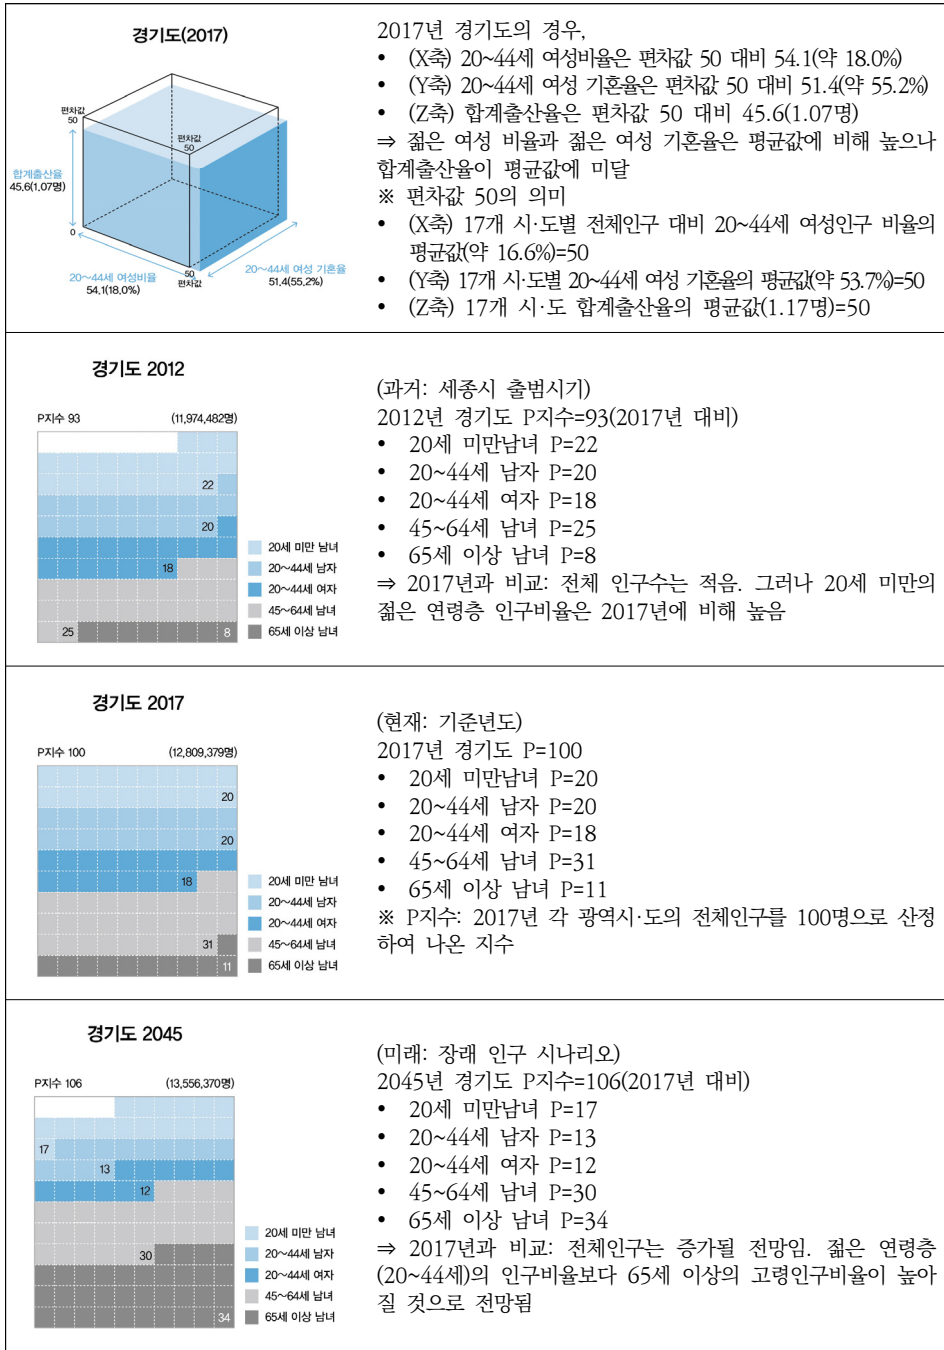 경기도(2017)
편차값
50
편차값
50
합계출산율
45.6(1.07명)
0
20~44세 여성비율
54.1(18.0%)
50
편차값
20~44세 여성 기혼율
51.4(55.2%)
2017년 경기도의 경우,
• (X축) 20~44세 여성비율은 편차값 50 대비 54.1(약 18.0%)
• (Y축) 20~44세 여성 기혼율은 편차값 50 대비 51.4(약 55.2%)
• (Z축) 합계출산율은 편차값 50 대비 45.6(1.07명)
⇒ 젊은 여성 비율과 젊은 여성 기혼율은 평균값에 비해 높으나
합계출산율이 평균값에 미달
※ 편차값 50의 의미
• (X축) 17개 시·도별 전체인구 대비 20~44세 여성인구 비율의
평균값(약 16.6%)=50
• (Y축) 17개 시·도별 20~44세 여성 기혼율의 평균값(약 53.7%)=50
• (Z축) 17개 시·도 합계출산율의 평균값(1.17명)=50
경기도 2012
P지수 93 (11,974,482명)
22
20
18
25
8
20세 미만 남녀
20~44세 남자
20~44세 여자
45~64세 남녀
65세 이상 남녀
(과거: 세종시 출범시기)
2012년 경기도 P지수=93(2017년 대비)
• 20세 미만남녀 P=22
• 20~44세 남자 P=20
• 20~44세 여자 P=18
• 45~64세 남녀 P=25
• 65세 이상 남녀 P=8
⇒ 2017년과 비교: 전체 인구수는 적음. 그러나 20세 미만의
젊은 연령층 인구비율은 2017년에 비해 높음
경기도 2017
P지수 100 (12,809,379명)
20
20
18
31
11
20세 미만 남녀
20~44세 남자
20~44세 여자
45~64세 남녀
65세 이상 남녀
(현재: 기준년도)
2017년 경기도 P=100
• 20세 미만남녀 P=20
• 20~44세 남자 P=20
• 20~44세 여자 P=18
• 45~64세 남녀 P=31
• 65세 이상 남녀 P=11
※ P지수: 2017년 각 광역시·도의 전체인구를 100명으로 산정
하여 나온 지수
경기도 2045
P지수 106 (13,556,370명)
17
13
12
30
34
20세 미만 남녀
20~44세 남자
20~44세 여자
45~64세 남녀
65세 이상 남녀
(미래: 장래 인구 시나리오)
2045년 경기도 P지수=106(2017년 대비)
• 20세 미만남녀 P=17
• 20~44세 남자 P=13
• 20~44세 여자 P=12
• 45~64세 남녀 P=30
• 65세 이상 남녀 P=34
⇒ 2017년과 비교: 전체인구는 증가될 전망임. 젊은 연령층
(20~44세)의 인구비율보다 65세 이상의 고령인구비율이 높아
질 것으로 전망됨